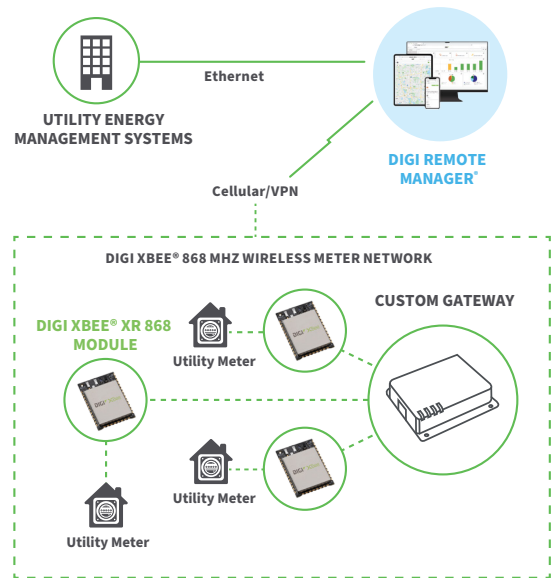 Ethernet
UTILITY ENERGY
MANAGEMENT SYSTEMS
DIGI REMOTE
MANAGER®
Cellular/VPN
DIGI XBEE® 868 MHZ WIRELESS METER NETWORK
CUSTOM GATEWAY
DIGI XBEE® XR 868
MODULE
Utility Meter
Utility Meter
Utility Meter